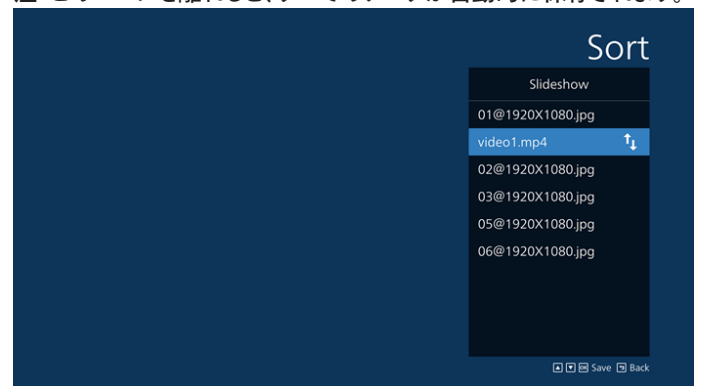 Sort
Slideshow
01@1920X1080.jpg
video1.mp4
02@1920X1080.jpg
03@1920X1080.jpg
05@1920X1080.jpg
06@1920X1080.jpg
OK Save Back